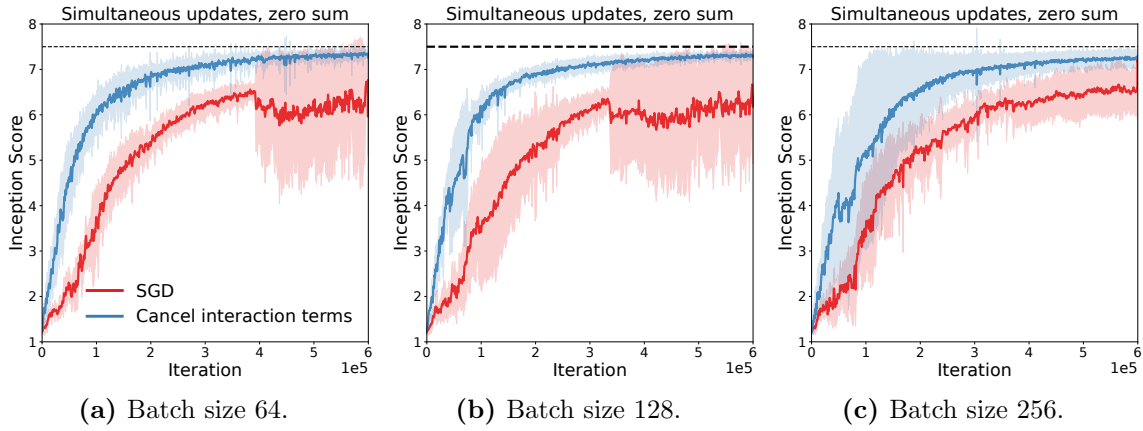 Simultaneous updates, zero sum
8
7
6
5
4
3
2
1
Inception Score
SGD
Cancel interaction terms
0 1 2 3 4 5 6
1e5
Iteration
(a) Batch size 64.
Simultaneous updates, zero sum
8
7
6
5
4
3
2
1
Inception Score
0 1 2 3 4 5 6
1e5
Iteration
(b) Batch size 128.
Simultaneous updates, zero sum
8
7
6
5
4
3
2
1
Inception Score
0 1 2 3 4 5 6
1e5
Iteration
(c) Batch size 256.